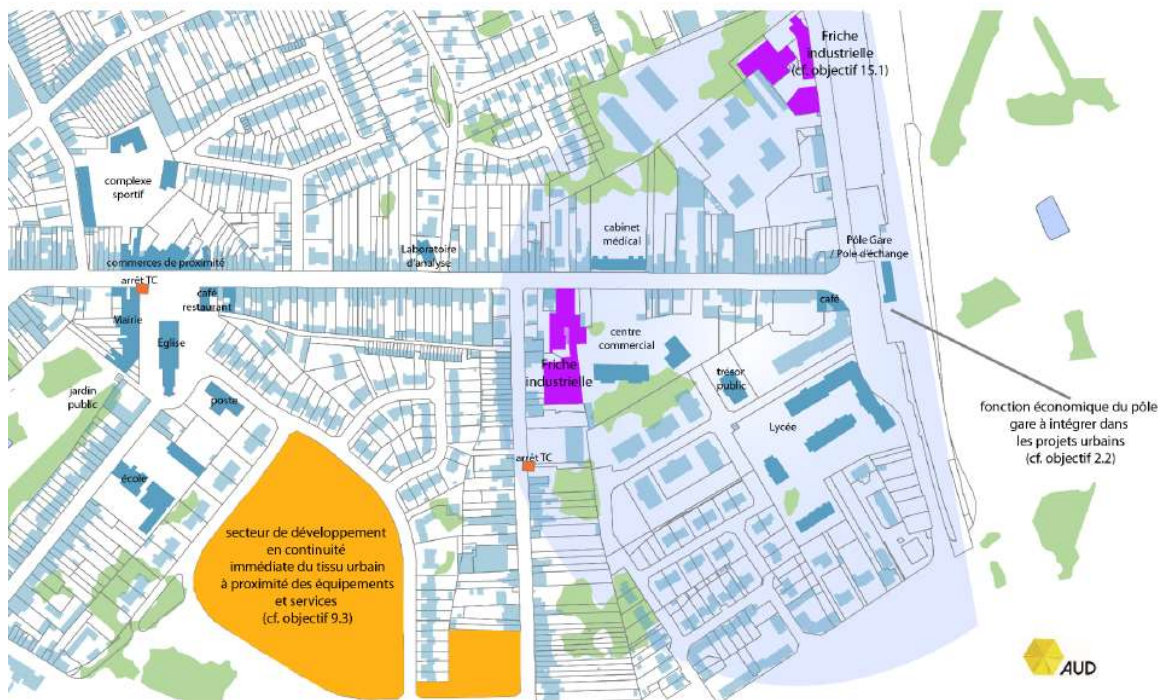 Friche
industrielle
(cf. objectif 15.1)
complexe
sportif
cabinet
médical
Laboratoire
d'analyse
Pôle Gare
/ Pole d'échange
commerces de proximité
arrêt TC
café
restaurant
Mairie
Eglise
café
centre
commercial
Friche
industrielle
trésor
public
jardin
public
poste
Lycée
fonction économique du pôle
gare à intégrer dans
les projets urbains
(cf. objectif 2.2)
arrêt TC
école
secteur de développement
en continuité
immédiate du tissu urbain
à proximité des équipements
et services
(cf. objectif 9.3)
AUD